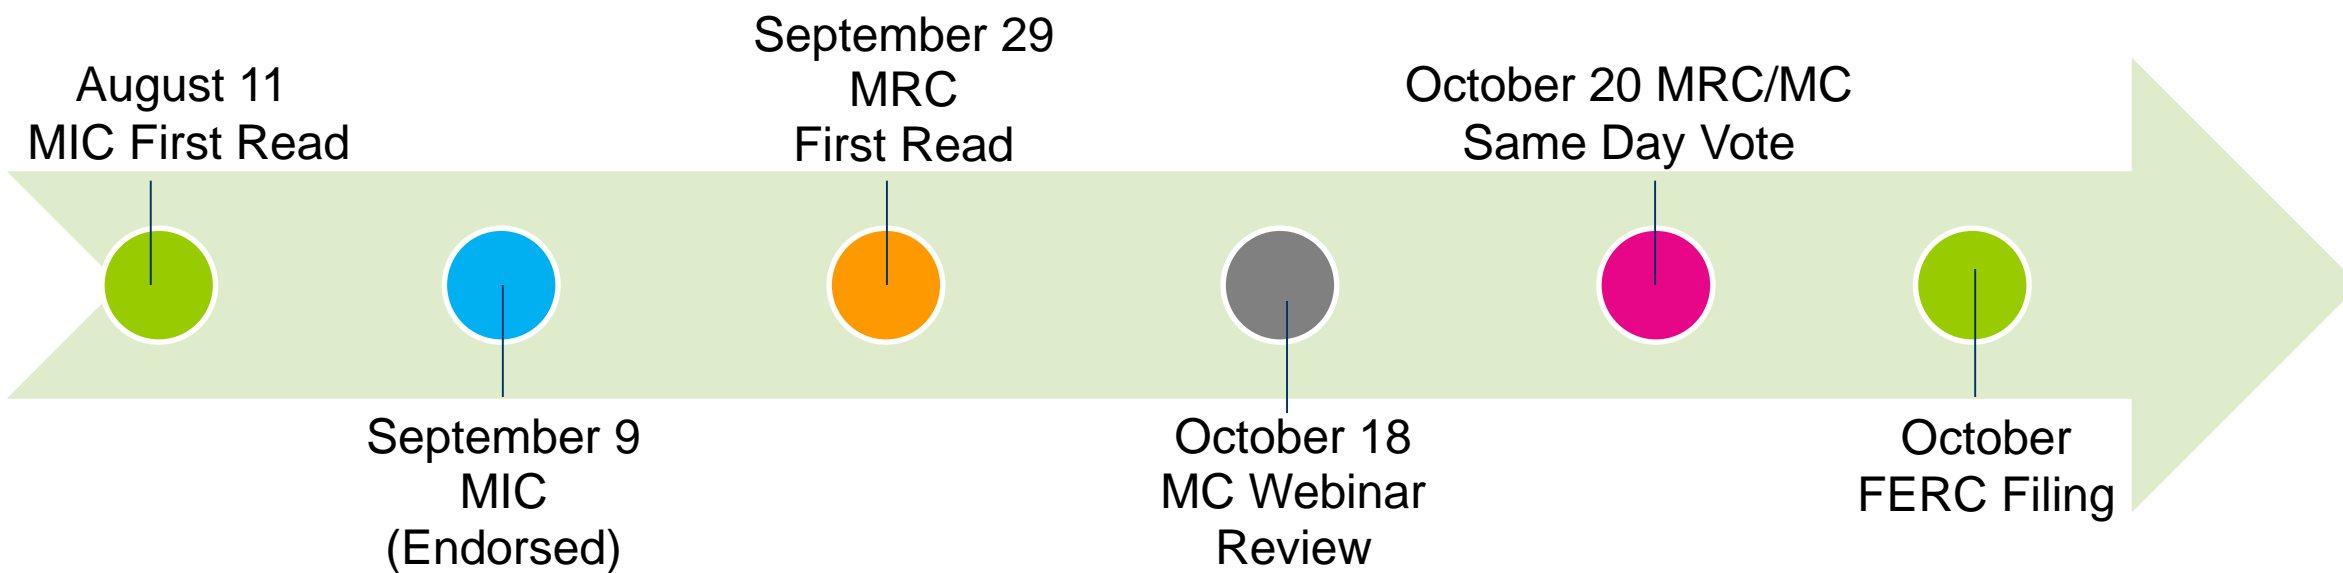 August 11
MIC First Read
September 9
MIC
(Endorsed)
September 29
MRC
First Read
October 18
MC Webinar
Review
October 20 MRC/MC
Same Day Vote
October
FERC Filing